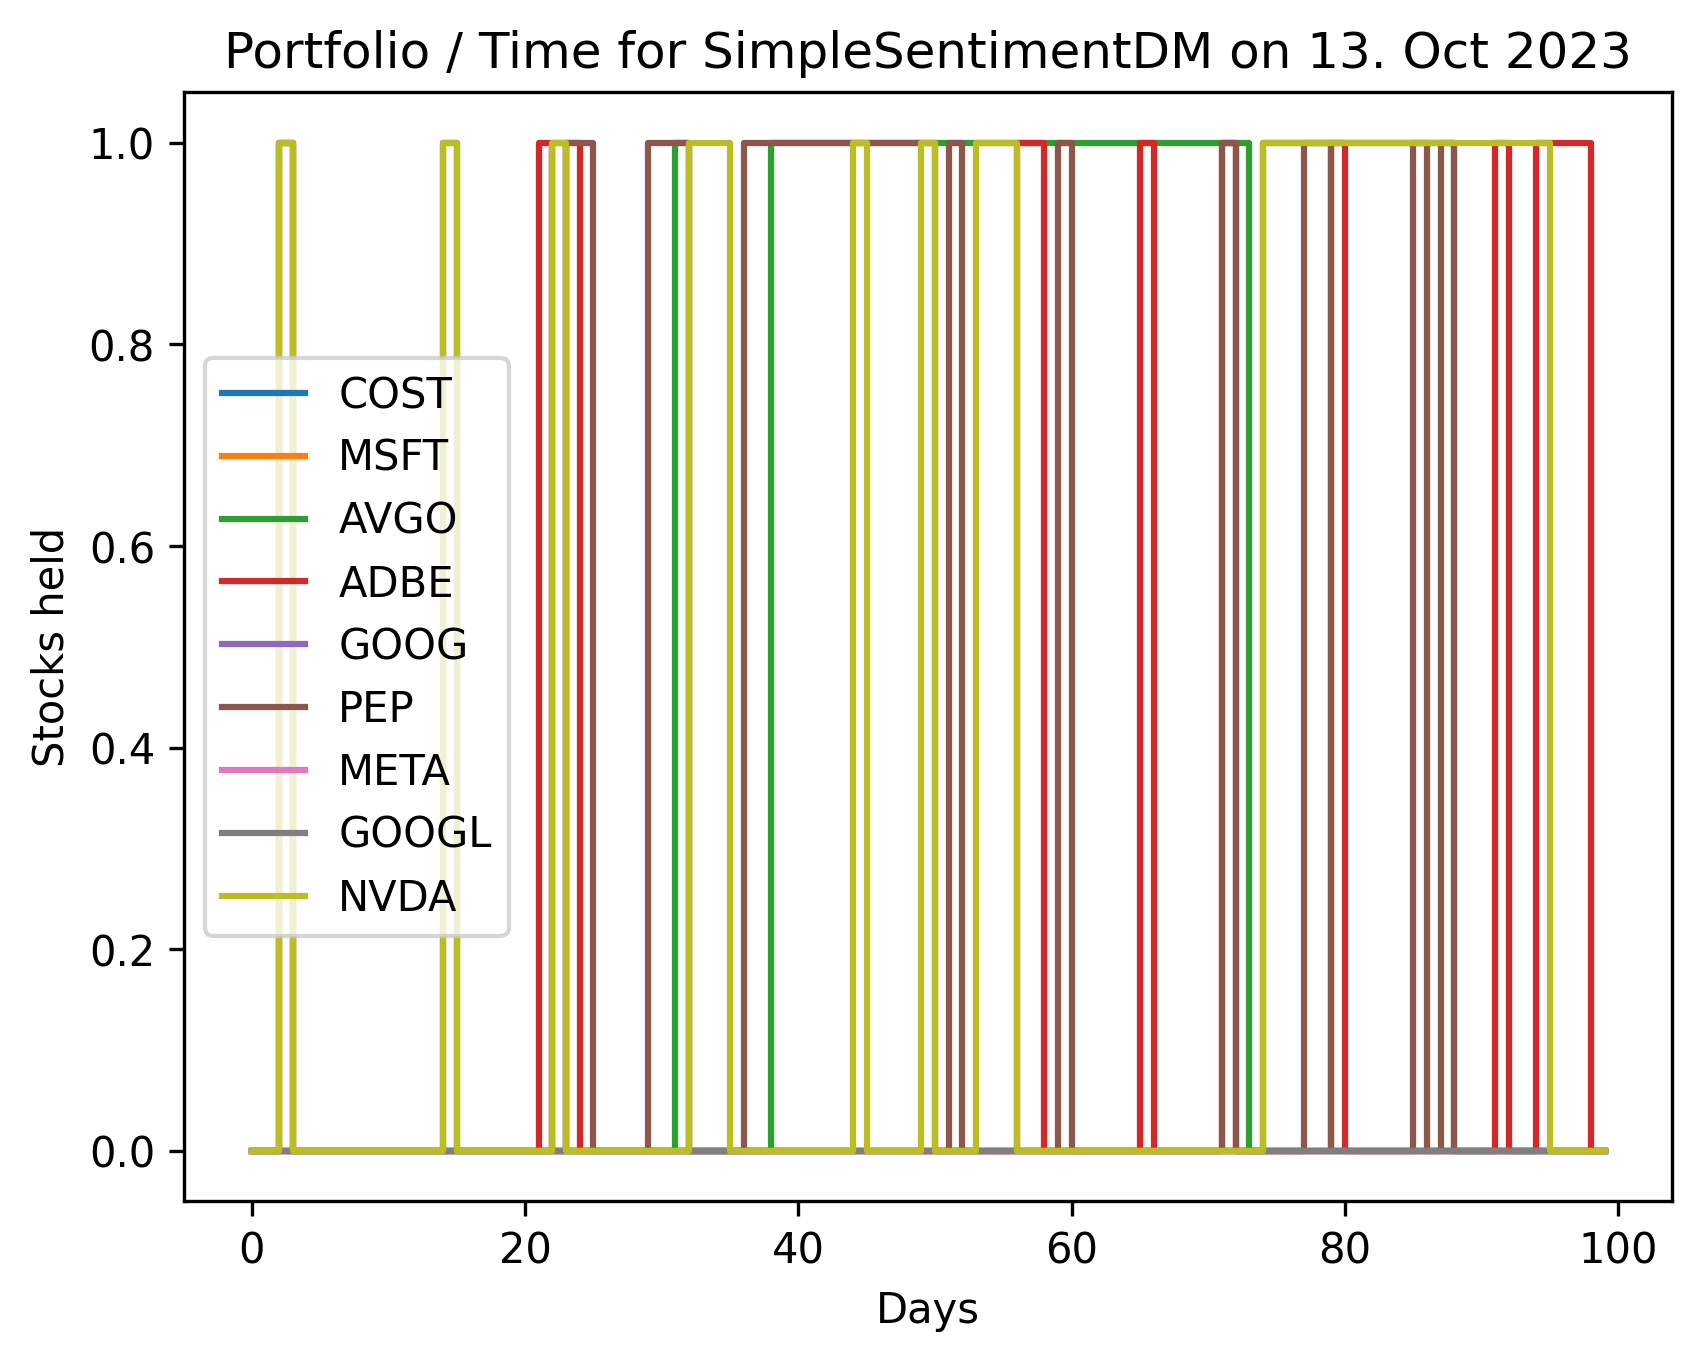 Portfolio / Time for SimpleSentimentDM on 13. Oct 2023
1.0
0.8
0.6
0.4
0.2
0.0
Stocks held
COST
MSFT
AVGO
ADBE
GOOG
PEP
META
GOOGL
NVDA
0 20 40 60 80 100
Days